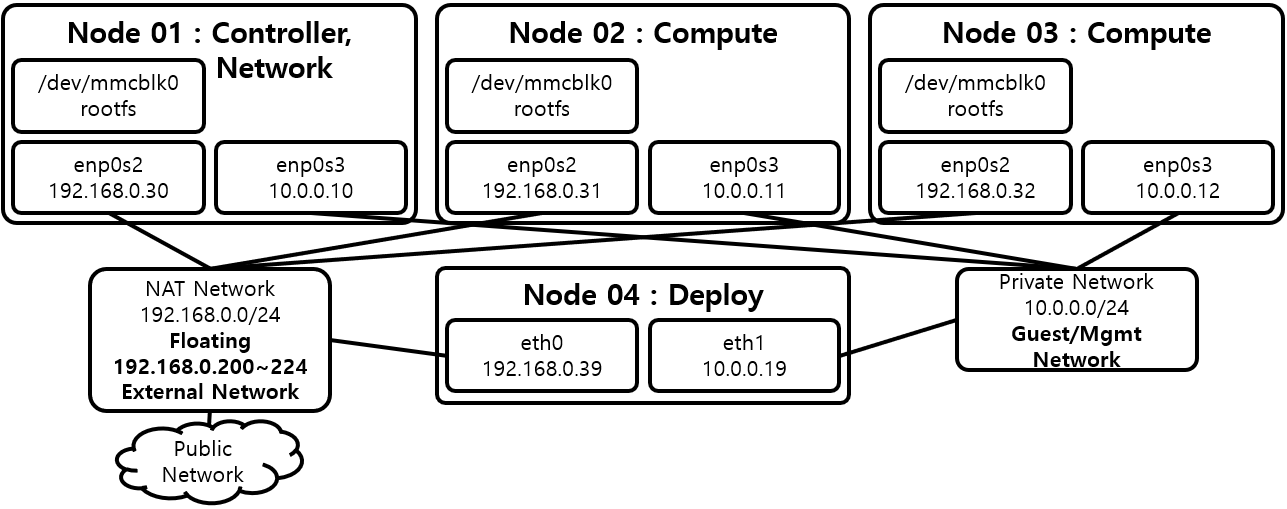 Node 01 : Controller,
Network
/dev/mmcblk0
rootfs
enp0s2
192.168.0.30
enp0s3
10.0.0.10
Node 02 : Compute
/dev/mmcblk0
rootfs
enp0s2
192.168.0.31
enp0s3
10.0.0.11
Node 03 : Compute
/dev/mmcblk0
rootfs
enp0s2
192.168.0.32
enp0s3
10.0.0.12
NAT Network
192.168.0.0/24
Floating
192.168.0.200~224
External Network
Node 04 : Deploy
eth0
192.168.0.39
eth1
10.0.0.19
Private Network
10.0.0.0/24
Guest/Mgmt
Network
Public
Network